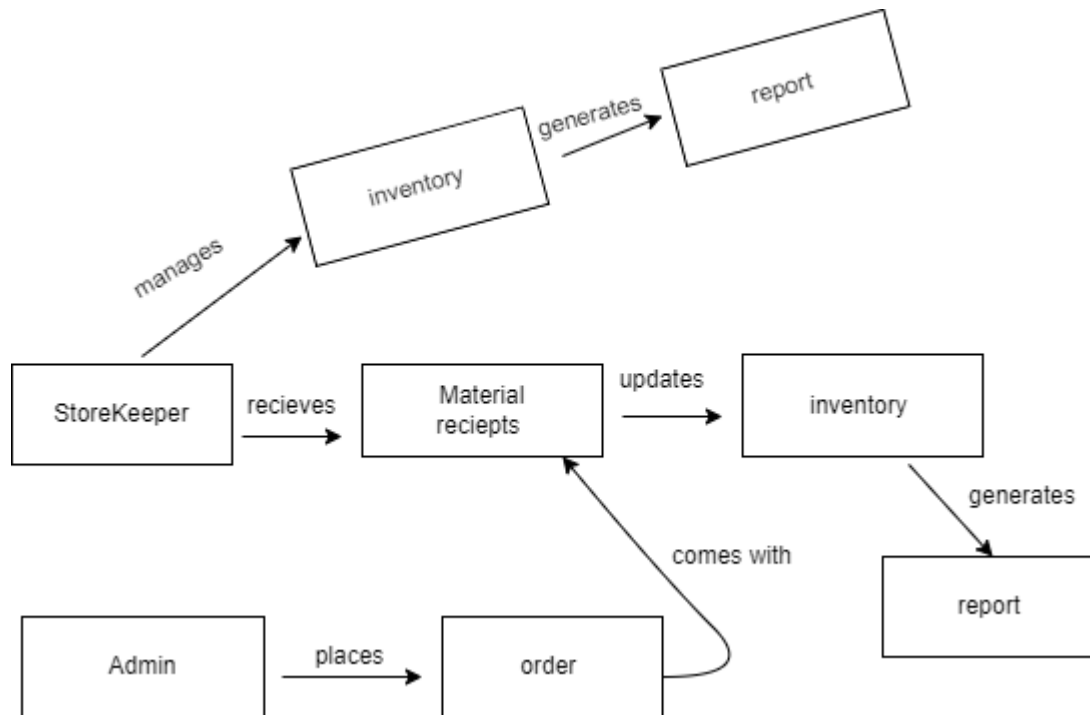 report
generates
inventory
manages
StoreKeeper
recieves
Material
reciepts
updates
inventory
generates
comes with
report
Admin
places
order